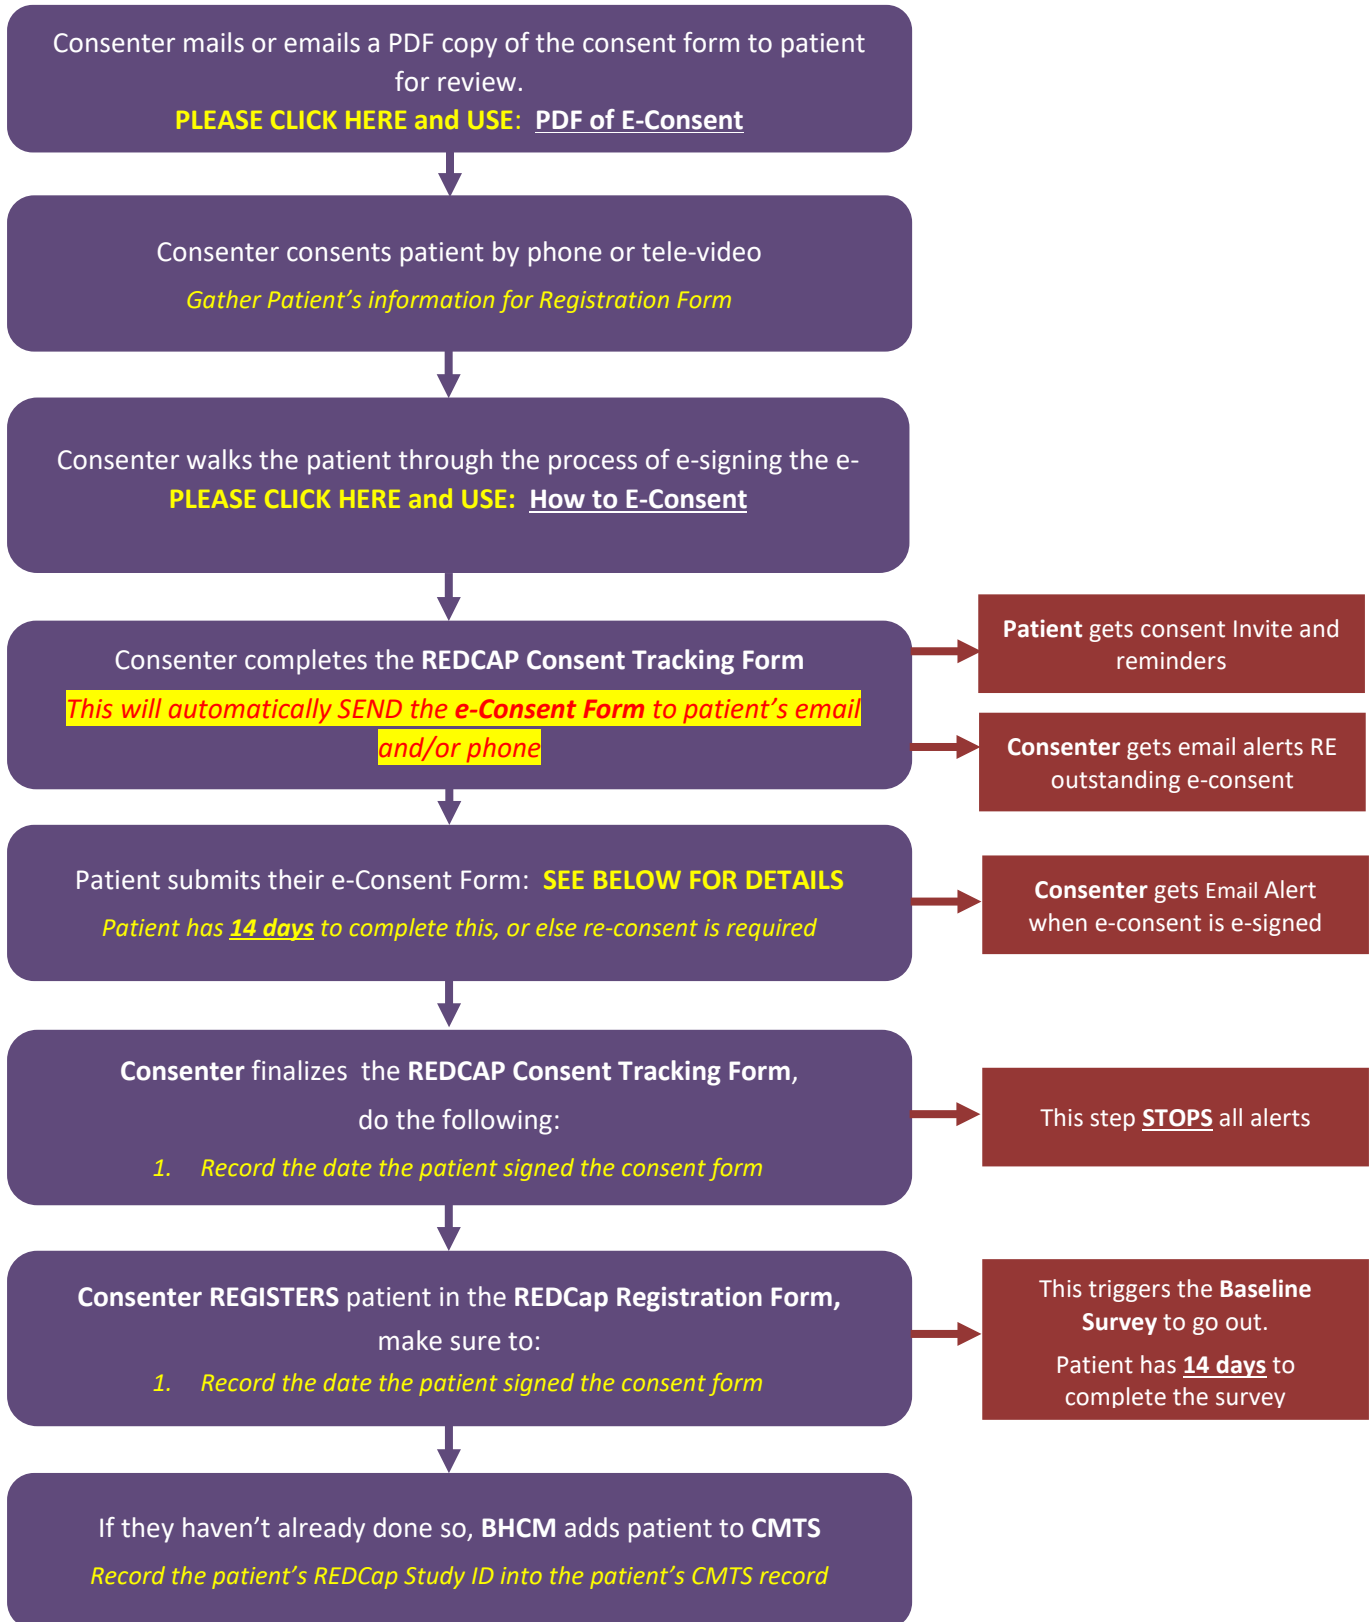 Consenter mails or emails a PDF copy of the consent form to patient
for review.
PLEASE CLICK HERE and USE: PDF of E-Consent
Consenter consents patient by phone or tele-video
Gather Patient’s information for Registration Form
Consenter walks the patient through the process of e-signing the e-
PLEASE CLICK HERE and USE: How to E-Consent
Consenter completes the REDCAP Consent Tracking Form
This will automatically SEND the e-Consent Form to patient’s email
and/or phone
Patient gets consent Invite and
reminders
Consenter gets email alerts RE
outstanding e-consent
Patient submits their e-Consent Form: SEE BELOW FOR DETAILS
Patient has 14 days to complete this, or else re-consent is required
Consenter gets Email Alert
when e-consent is e-signed
Consenter finalizes the REDCAP Consent Tracking Form,
do the following:
1. Record the date the patient signed the consent form
This step STOPS all alerts
Consenter REGISTERS patient in the REDCap Registration Form,
make sure to:
1. Record the date the patient signed the consent form
This triggers the Baseline
Survey to go out.
Patient has 14 days to
complete the survey
If they haven’t already done so, BHCM adds patient to CMTS
Record the patient’s REDCap Study ID into the patient’s CMTS record